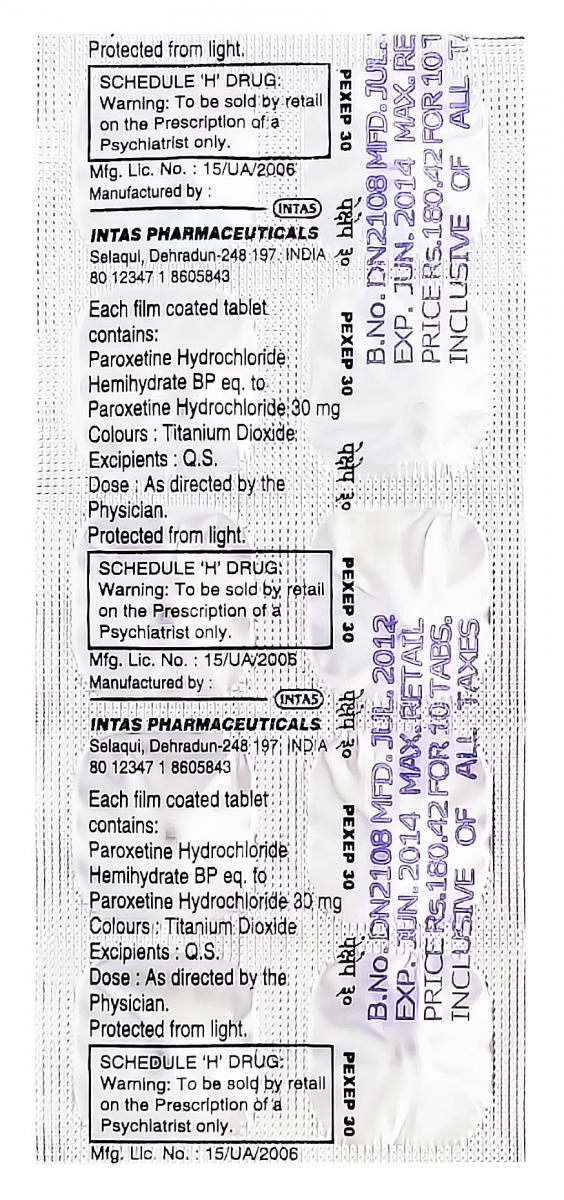 Protected from light.
SCHEDULE 'H' DRUG:
Warning: To be sold by retail
on the Prescription of a
Psychiatrist only.
Mfg. Lic. No. : 15/UA/2006
Manufactured by :
INTAS
INTAS PHARMACEUTICALS
Selaqui, Dehradun-248 197. INDIA
80 12347 1 8605843
Each film coated tablet
contains:
Paroxetine Hydrochloride
Hemihydrate BP eq. to
Paroxetine Hydrochloride 30 mg
Colours : Titanium Dioxide
Excipients : Q.S.
Dose : As directed by the
Physician.
Protected from light.
SCHEDULE 'H' DRUG:
Warning: To be sold by retail
on the Prescription of a
Psychiatrist only.
Mfg. Lic. No. : 15/UA/2006
Manufactured by :
INTAS
INTAS PHARMACEUTICALS
Selaqui, Dehradun-248 197. INDIA
80 12347 1 8605843
Each film coated tablet
contains:
Paroxetine Hydrochloride
Hemihydrate BP eq. to
Paroxetine Hydrochloride 30 mg
Colours : Titanium Dioxide
Excipients : Q.S.
Dose : As directed by the
Physician.
Protected from light.
SCHEDULE 'H' DRUG:
Warning: To be sold by retail
on the Prescription of a
Psychiatrist only.
Mfg. Lic. No. : 15/UA/2006
PEXEP 30
PEXEP 30
PEXEP 30
PEXEP 30
PEXEP 30
B.No. DN2108 MFD. JUL.
EXP. JUN. 2014 MAX. RE
PRICE Rs.180.42 FOR 10 T
INCLUSIVE OF ALL TA
B.No. DN2108 MFD. JUL. 2012
EXP. JUN. 2014 MAX. RETAIL
PRICE Rs.180.42 FOR 10 TABS.
INCLUSIVE OF ALL TAXES